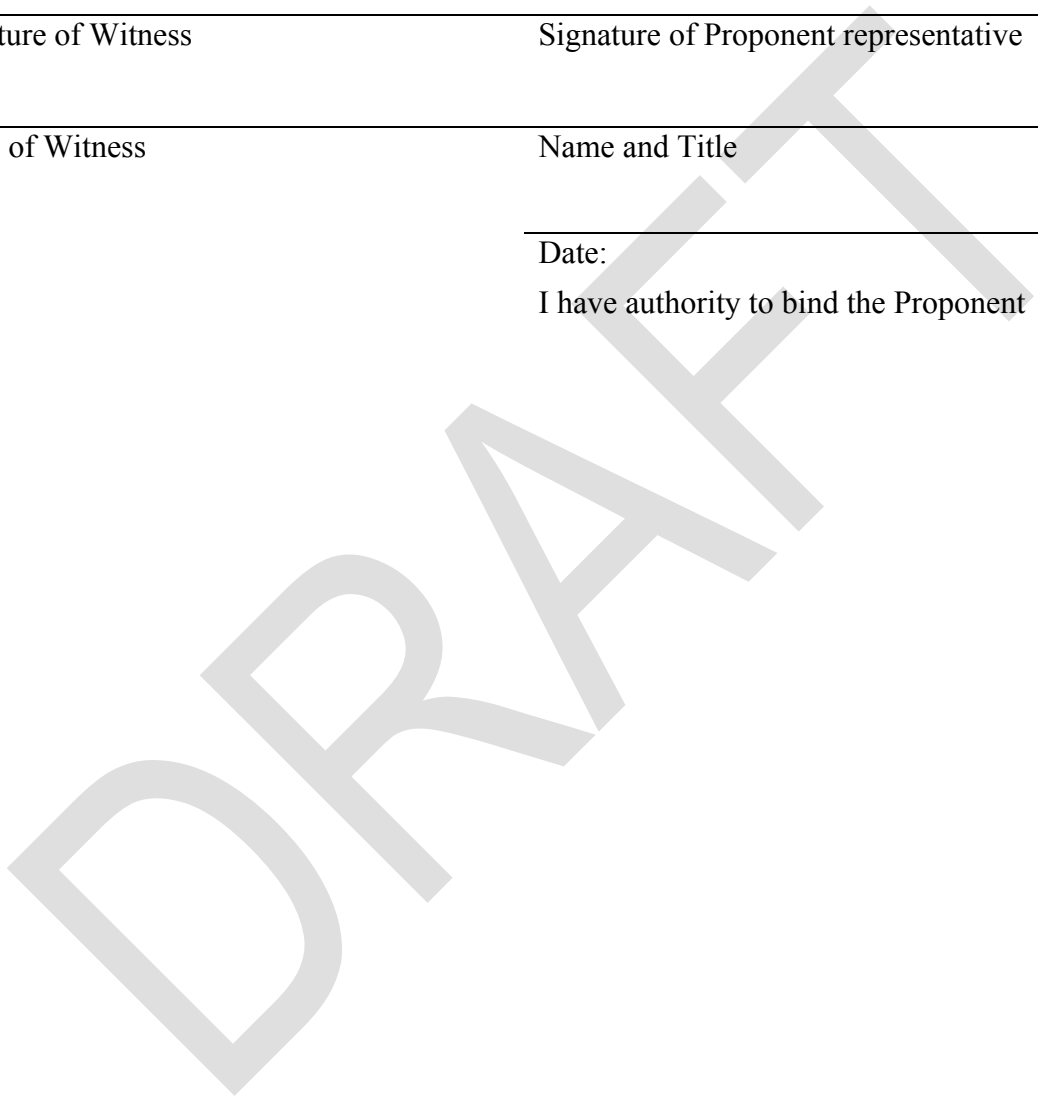 ture of Witness Signature of Proponent representative
of Witness Name and Title
Date:
I have authority to bind the Proponent
DRAFT